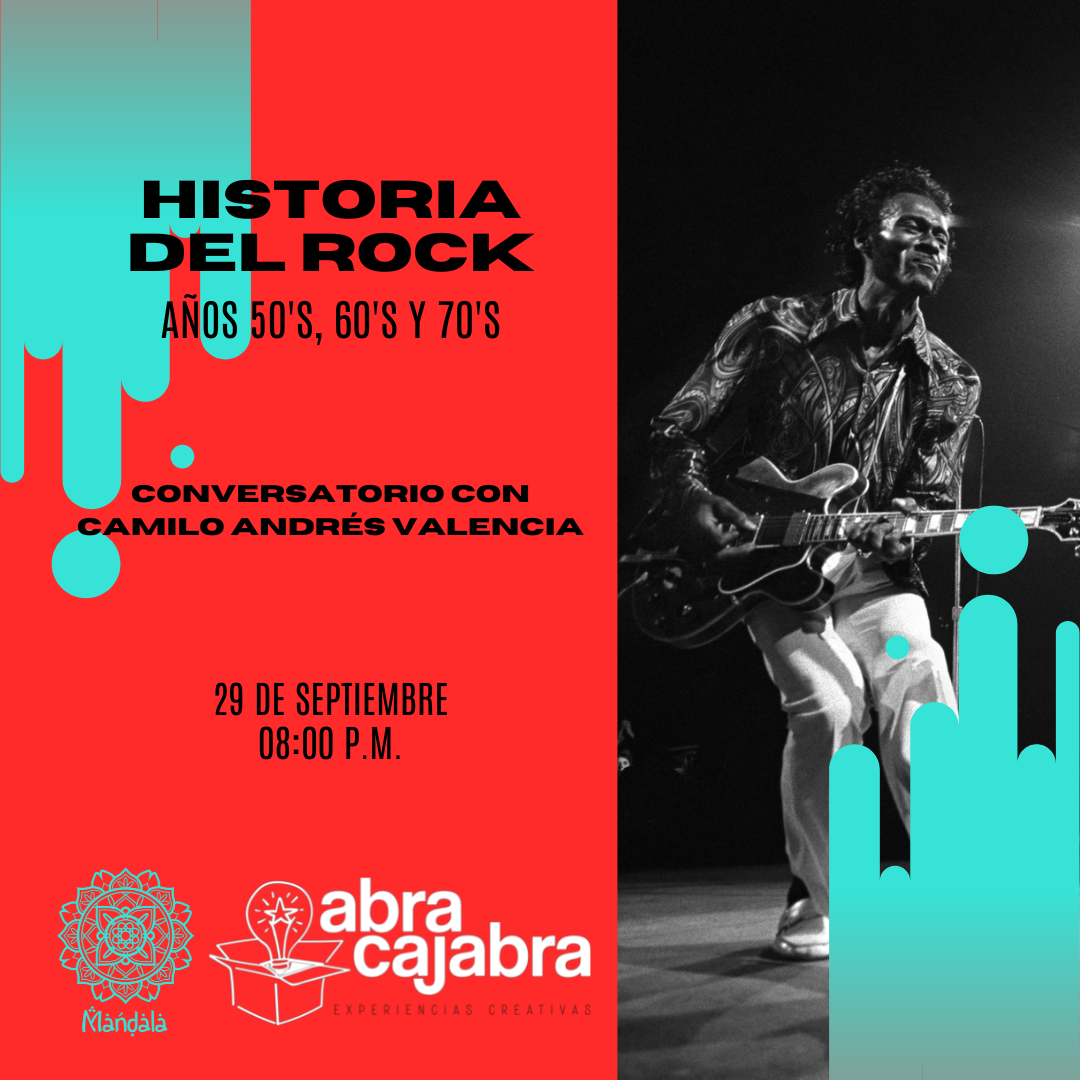 HISTORIA
DEL ROCK
AÑOS 50'S, 60'S Y 70'S
CONVERSATORIO CON
CAMILO ANDRÉS VALENCIA
29 DE SEPTIEMBRE
08:00 P.M.
Mandala
abra
cajabra
EXPERIENCIAS CREATIVAS